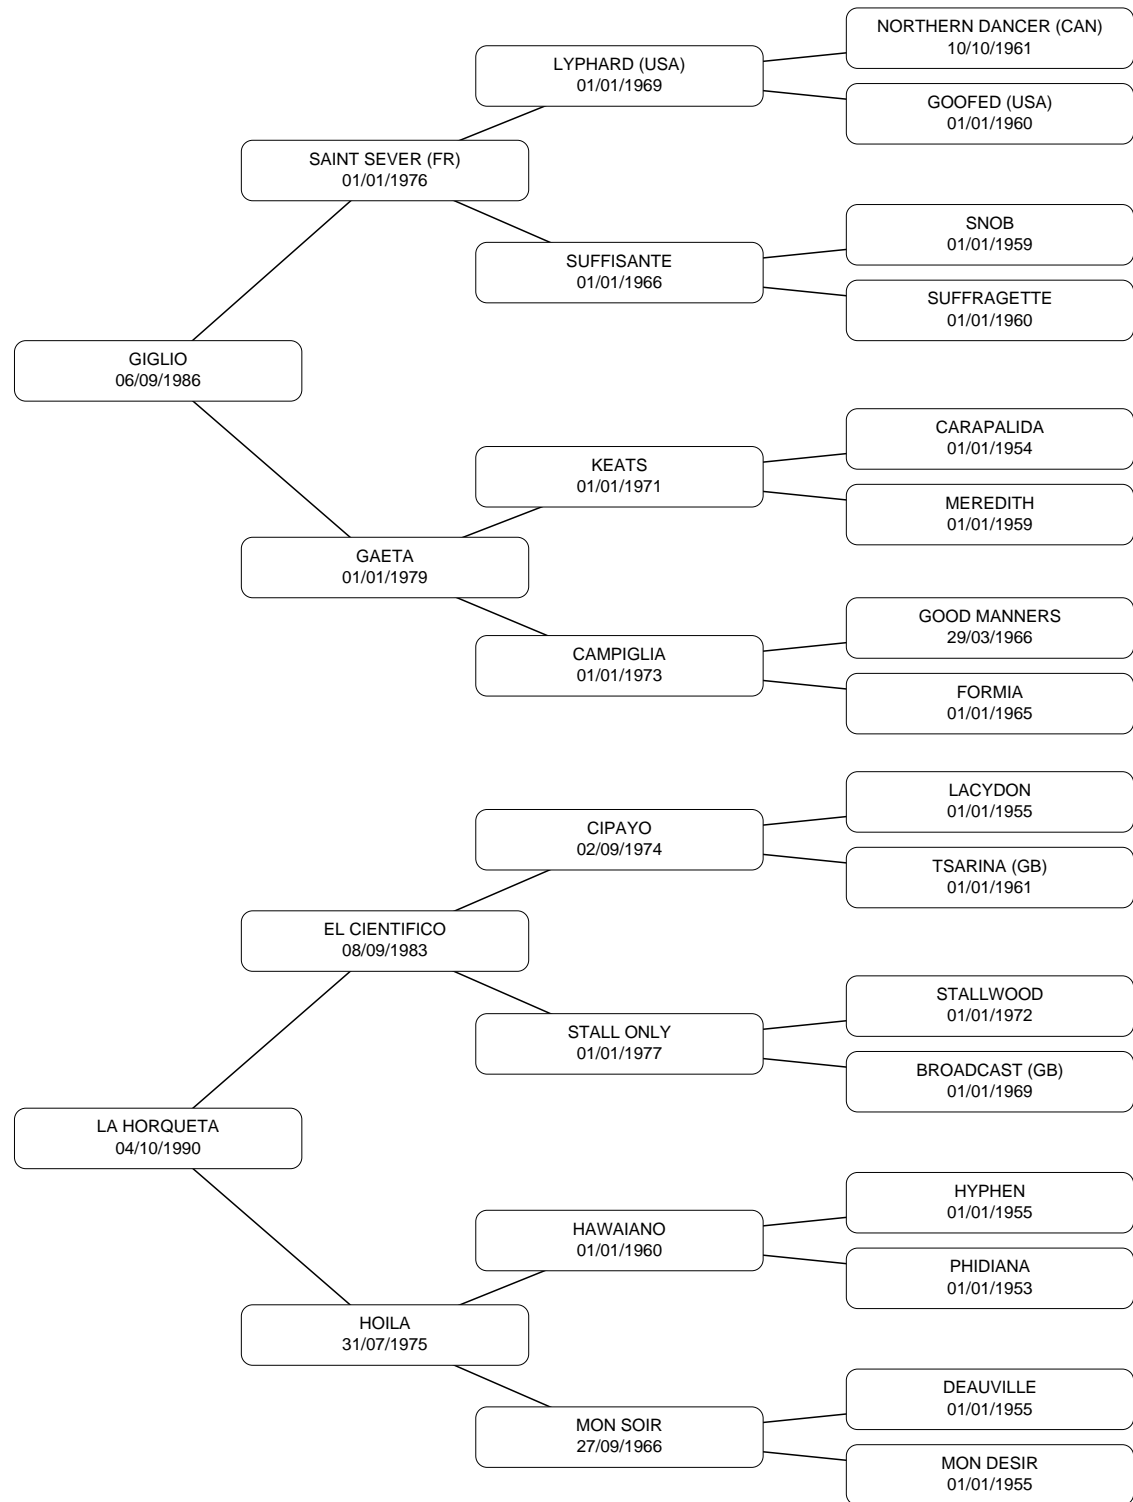 NORTHERN DANCER (CAN)
10/10/1961
LYPHARD (USA)
01/01/1969
GOOFED (USA)
01/01/1960
SAINT SEVER (FR)
01/01/1976
SNOB
01/01/1959
SUFFISANTE
01/01/1966
SUFFRAGETTE
01/01/1960
GIGLIO
06/09/1986
CARAPALIDA
01/01/1954
KEATS
01/01/1971
MEREDITH
01/01/1959
GAETA
01/01/1979
GOOD MANNERS
29/03/1966
CAMPIGLIA
01/01/1973
FORMIA
01/01/1965
LACYDON
01/01/1955
CIPAYO
02/09/1974
TSARINA (GB)
01/01/1961
EL CIENTIFICO
08/09/1983
STALLWOOD
01/01/1972
STALL ONLY
01/01/1977
BROADCAST (GB)
01/01/1969
LA HORQUETA
04/10/1990
HYPHEN
01/01/1955
HAWAIANO
01/01/1960
PHIDIANA
01/01/1953
HOILA
31/07/1975
DEAUVILLE
01/01/1955
MON SOIR
27/09/1966
MON DESIR
01/01/1955